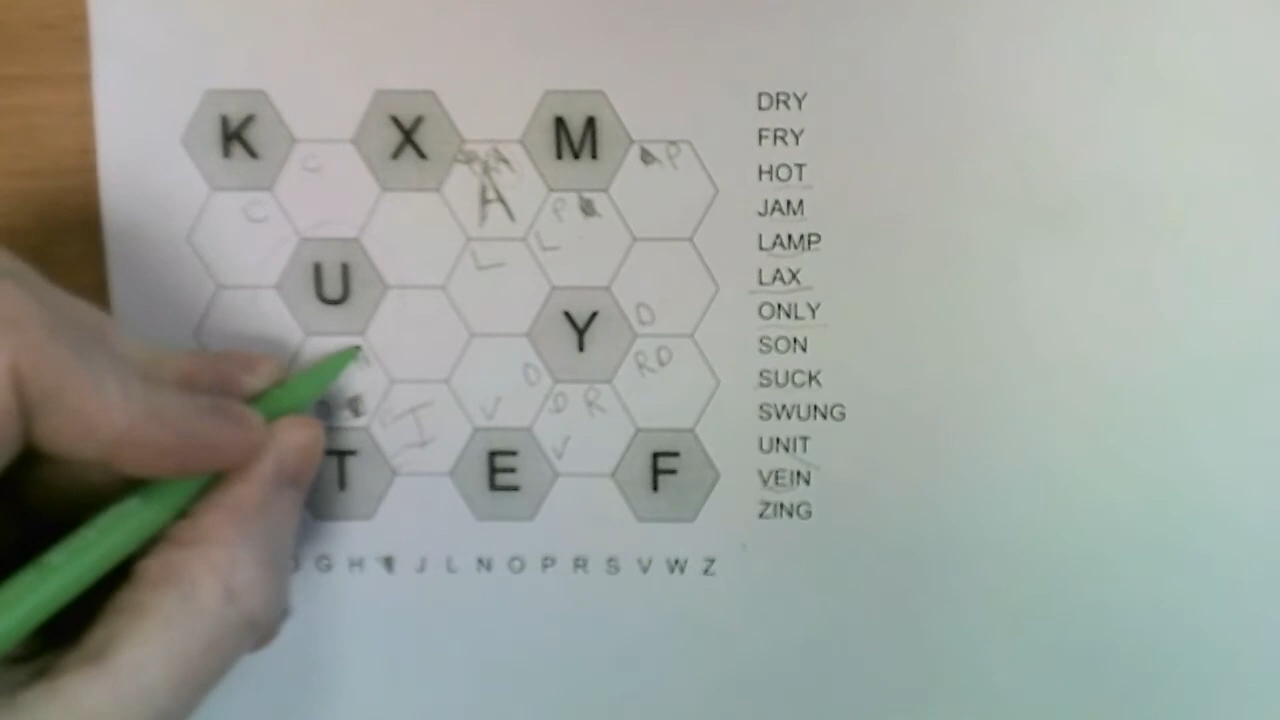 K X M
C A P
C P
U L L
Y D
D R D
I V D R
V
T E F
G H J L N O P R S V W Z
DRY
FRY
HOT
JAM
LAMP
LAX
ONLY
SON
SUCK
SWUNG
UNIT
VEIN
ZING